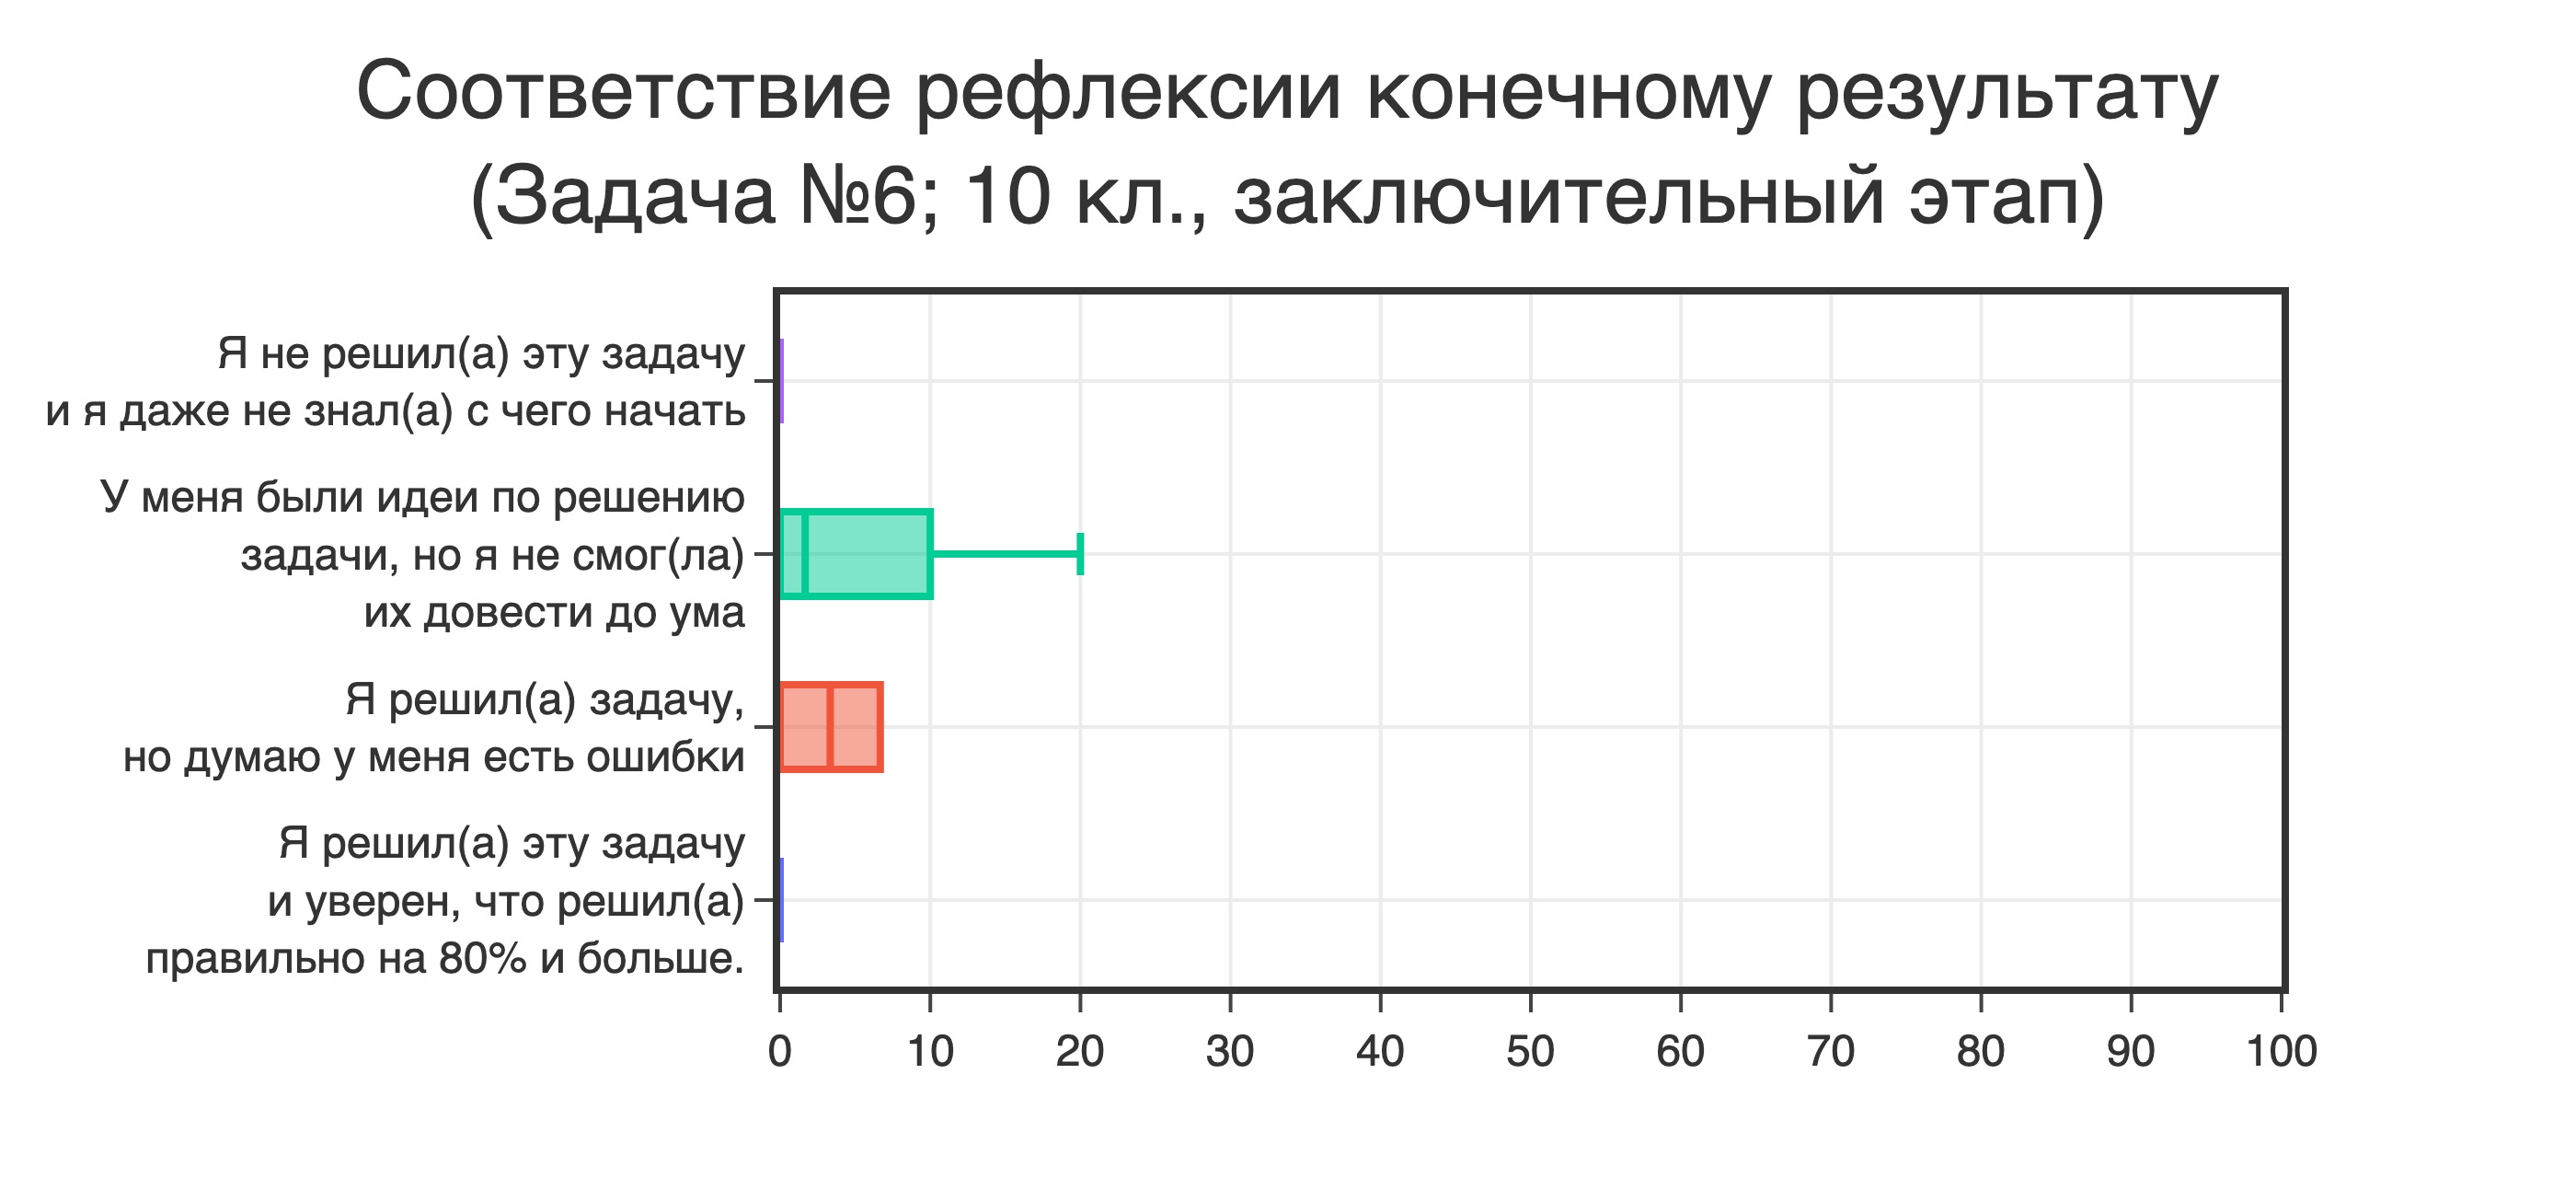 Соответствие рефлексии конечному результату
(Задача №6; 10 кл., заключительный этап)
Я не решил(а) эту задачу
и я даже не знал(а) с чего начать
У меня были идеи по решению
задачи, но я не смог(ла)
их довести до ума
Я решил(а) задачу,
но думаю у меня есть ошибки
Я решил(а) эту задачу
и уверен, что решил(а)
правильно на 80% и больше.
0 10 20 30 40 50 60 70 80 90 100